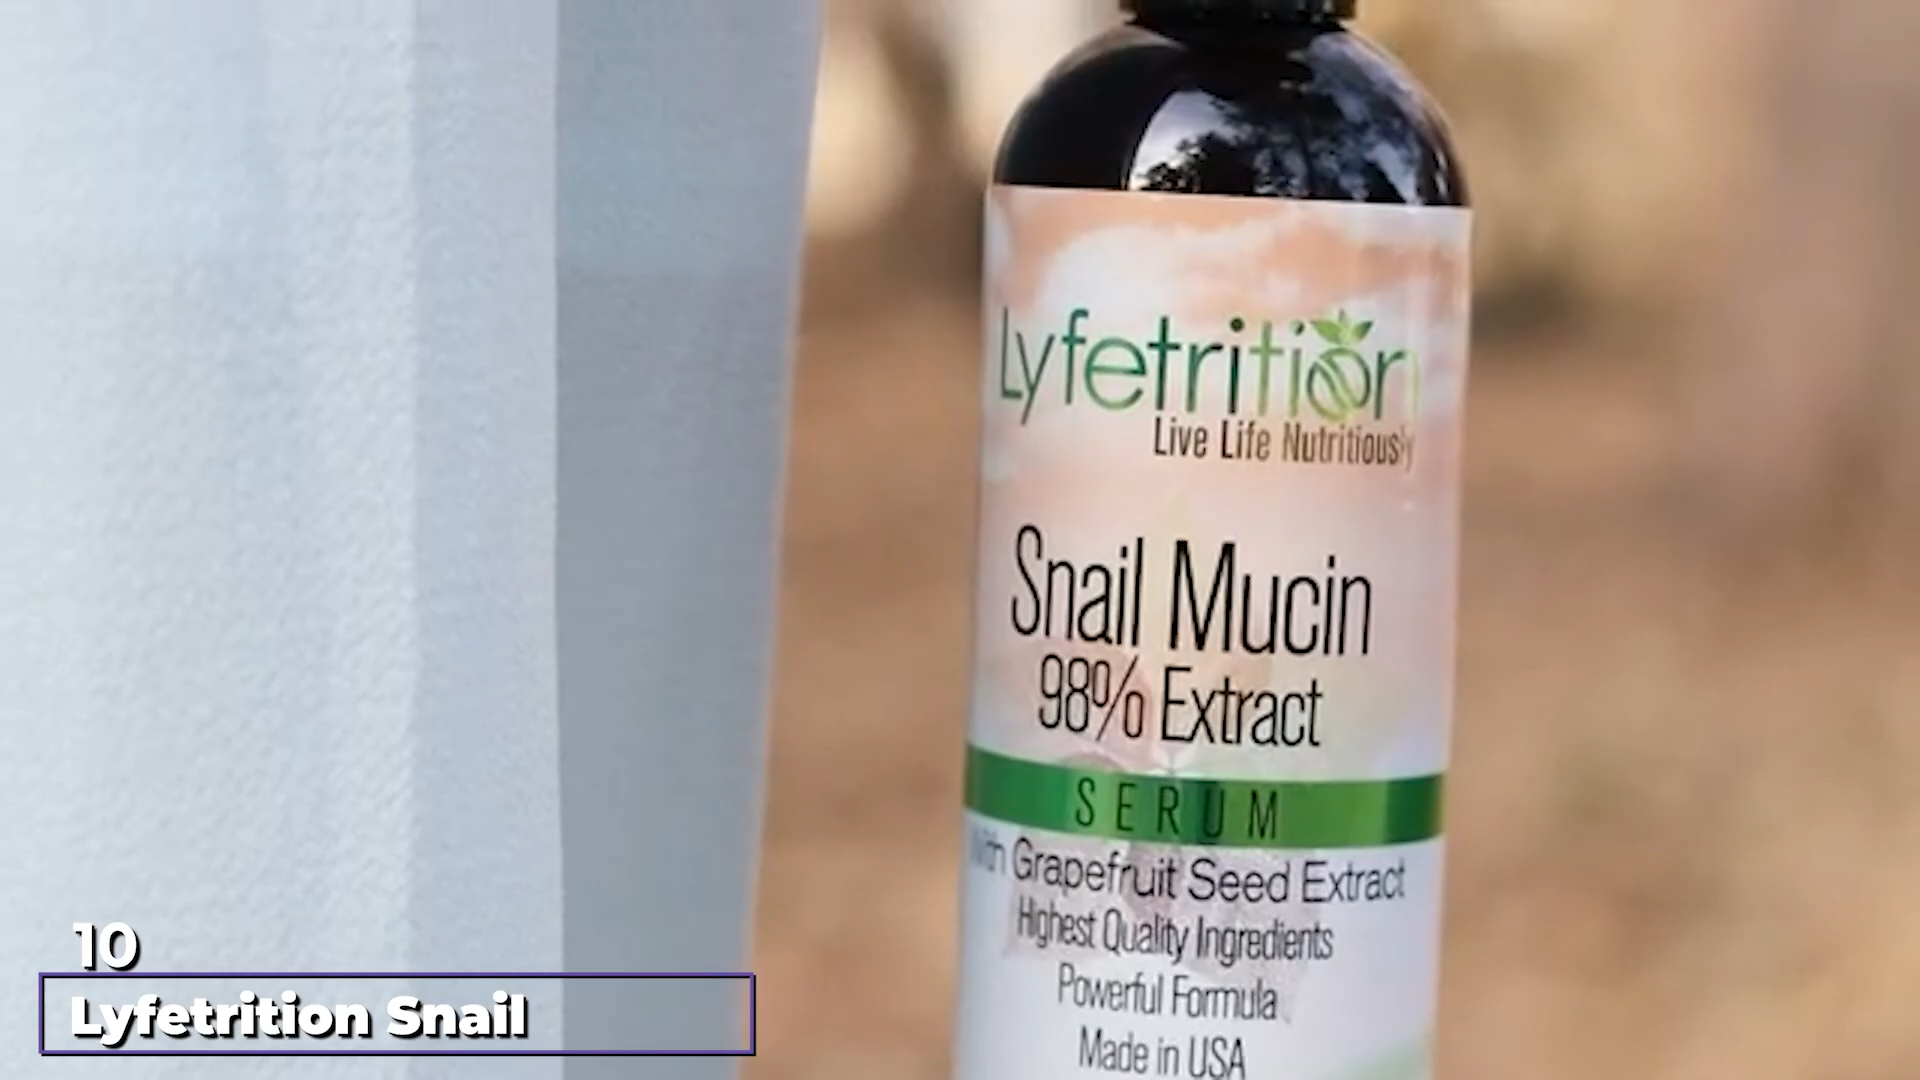 Lyfetrition
Live Life Nutritiously
Snail Mucin
98% Extract
SERUM
with Grapefruit Seed Extract
Highest Quality Ingredients
Powerful Formula
Made in USA
10
Lyfetrition Snail